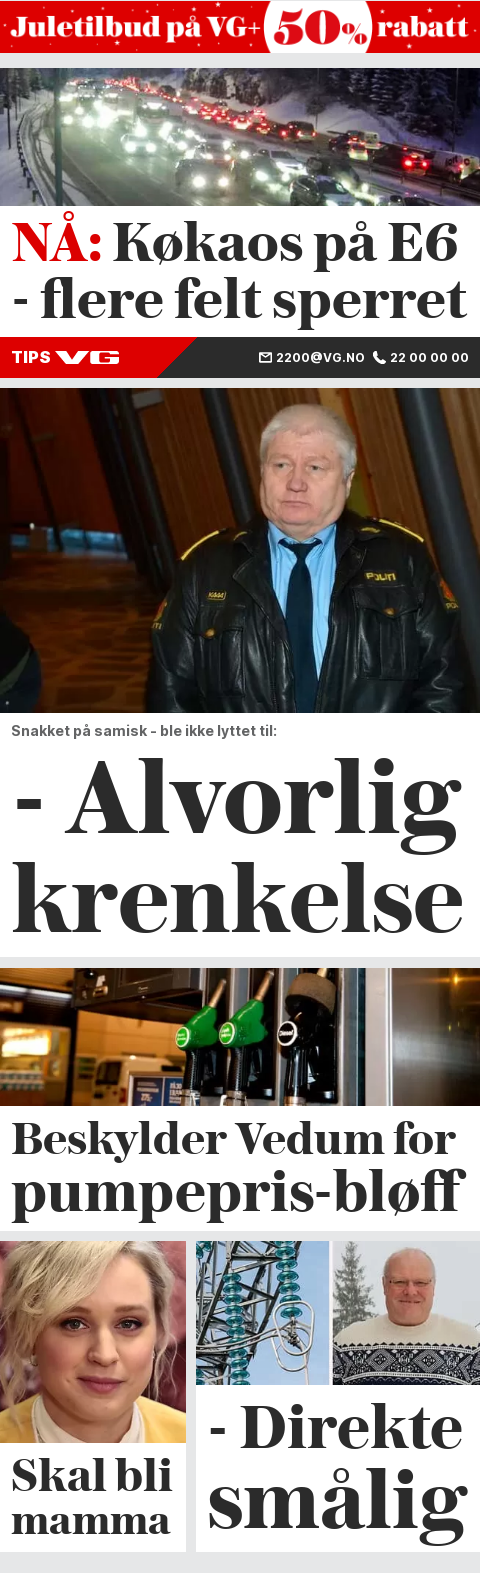 Juletilbud på VG+ 50% rabatt
NÅ: Køkaos på E6
- flere felt sperret
TIPS VG 2200@VG.NO 22 00 00 00
POLITI
Snakket på samisk - ble ikke lyttet til:
- Alvorlig
krenkelse
Diesel
Beskylder Vedum for
pumpepris-bløff
Skal bli
mamma
- Direkte
smålig